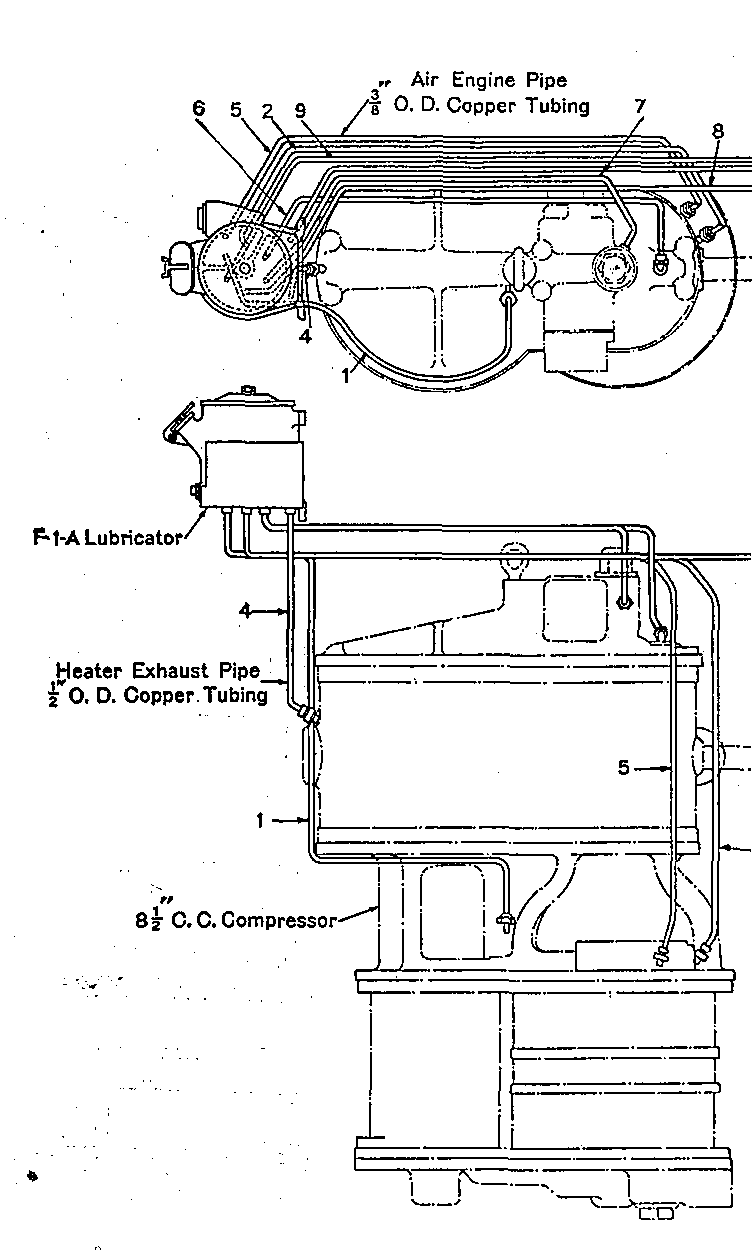 Air Engine Pipe
3/8" O. D. Copper Tubing
6 5 2 9 7
8
4
1
F-1-A Lubricator
4
Heater Exhaust Pipe
1/2" O. D. Copper Tubing
5
1
8 1/2" C. C. Compressor